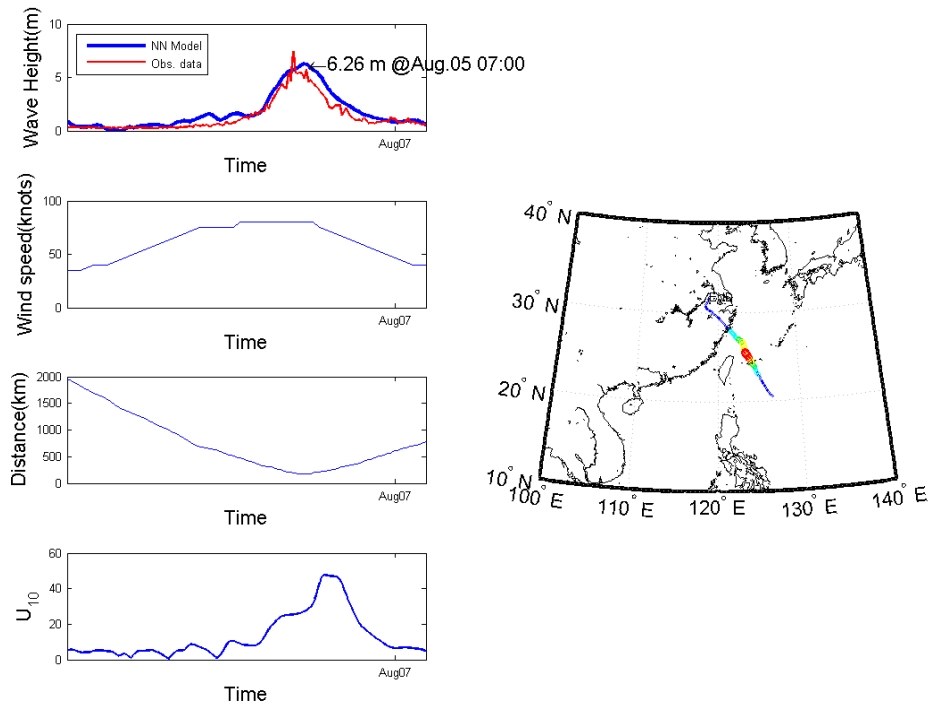 10
5
0
Wave Height(m)
NN Model
Obs. data
←6.26 m @Aug.05 07:00
Aug07
Time
100
50
0
Wind speed(knots)
Aug07
Time
2000
1500
1000
500
0
Distance(km)
Aug07
Time
60
40
20
0
U10
Aug07
Time
40° N
30° N
20° N
10° N
100° E
110° E
120° E
130° E
140° E